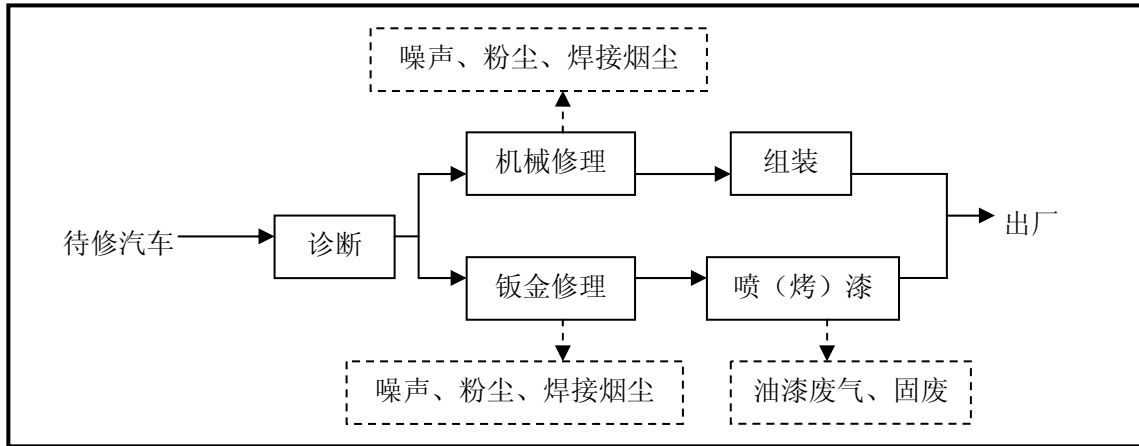 噪声、粉尘、焊接烟尘
机械修理
组装
待修汽车
诊断
出厂
钣金修理
喷（烤）漆
噪声、粉尘、焊接烟尘
油漆废气、固废